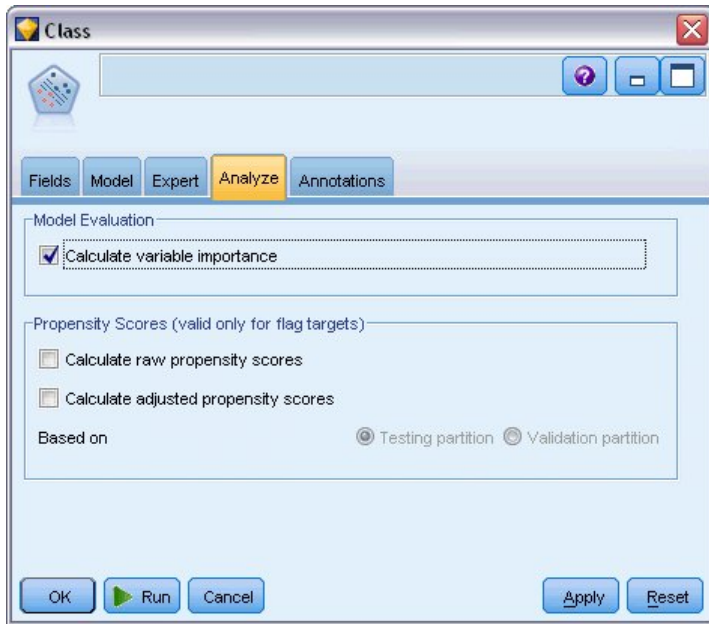 Class
Fields Model Expert Analyze Annotations
Model Evaluation
Calculate variable importance
Propensity Scores (valid only for flag targets)
Calculate raw propensity scores
Calculate adjusted propensity scores
Based on Testing partition Validation partition
OK Run Cancel Apply Reset